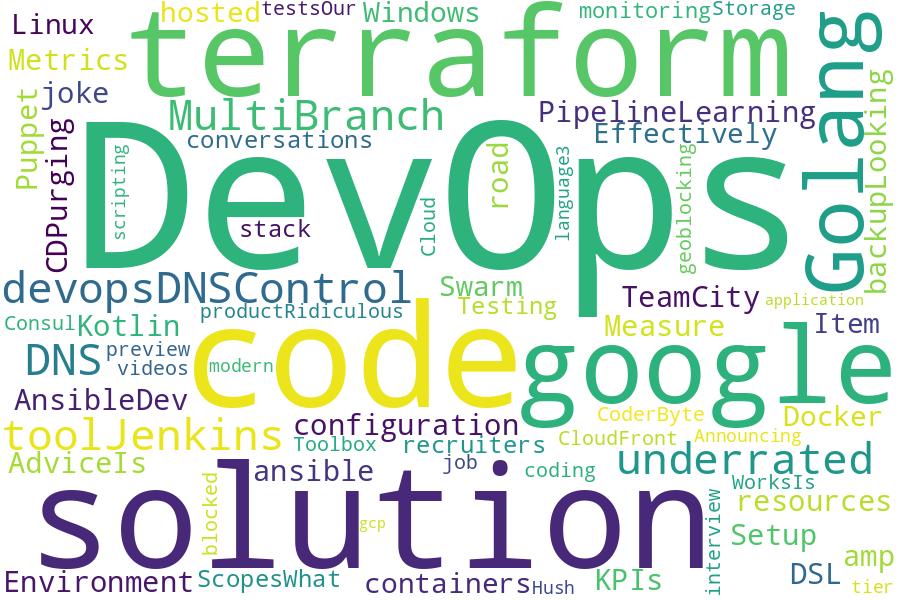 hosted
testsOur
Windows
monitoring
Storage
Linux
terraform
Golang
Metrics
joke
MultiBranch
PipelineLearning
Puppet
CDPurging
conversations
Effectively
backupLooking
DevOps
scripting
road
language3
geoblocking
stack
Cloud
devopsDNSControl
Swarm
TeamCity
application
Consul
Kotlin
productRidiculous
Testing
Measure
Item
DNS
preview
videos
modern
code
google
AnsibleDev
configuration
CoderByte
Docker
toolJenkins
Toolbox
recruiters
CloudFront
Announcing
AdviceIs
ansible
job
coding
underrated
WorksIs
solution
blocked
gcp
interview
resources
Setup
amp
Environment
ScopesWhat
containers
Hush
KPIs
DSL
tier